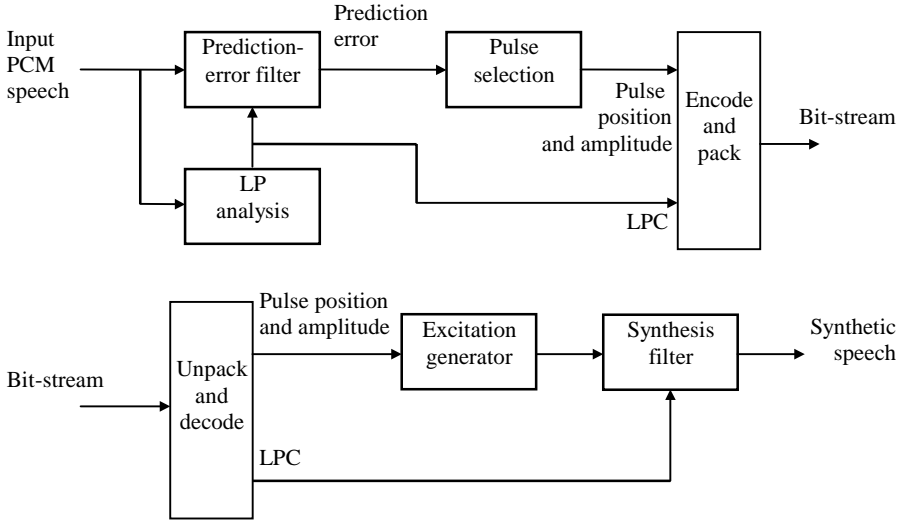 Input
PCM
speech
Prediction-
error filter
Prediction
error
Pulse
selection
Pulse
position
and amplitude
Encode
and
pack
Bit-stream
LP
analysis
LPC
Bit-stream
Unpack
and
decode
Pulse position
and amplitude
Excitation
generator
Synthesis
filter
Synthetic
speech
LPC